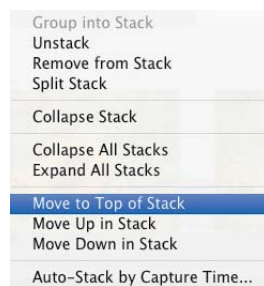 Group into Stack
Unstack
Remove from Stack
Split Stack
Collapse Stack
Collapse All Stacks
Expand All Stacks
Move to Top of Stack
Move Up in Stack
Move Down in Stack
Auto-Stack by Capture Time...